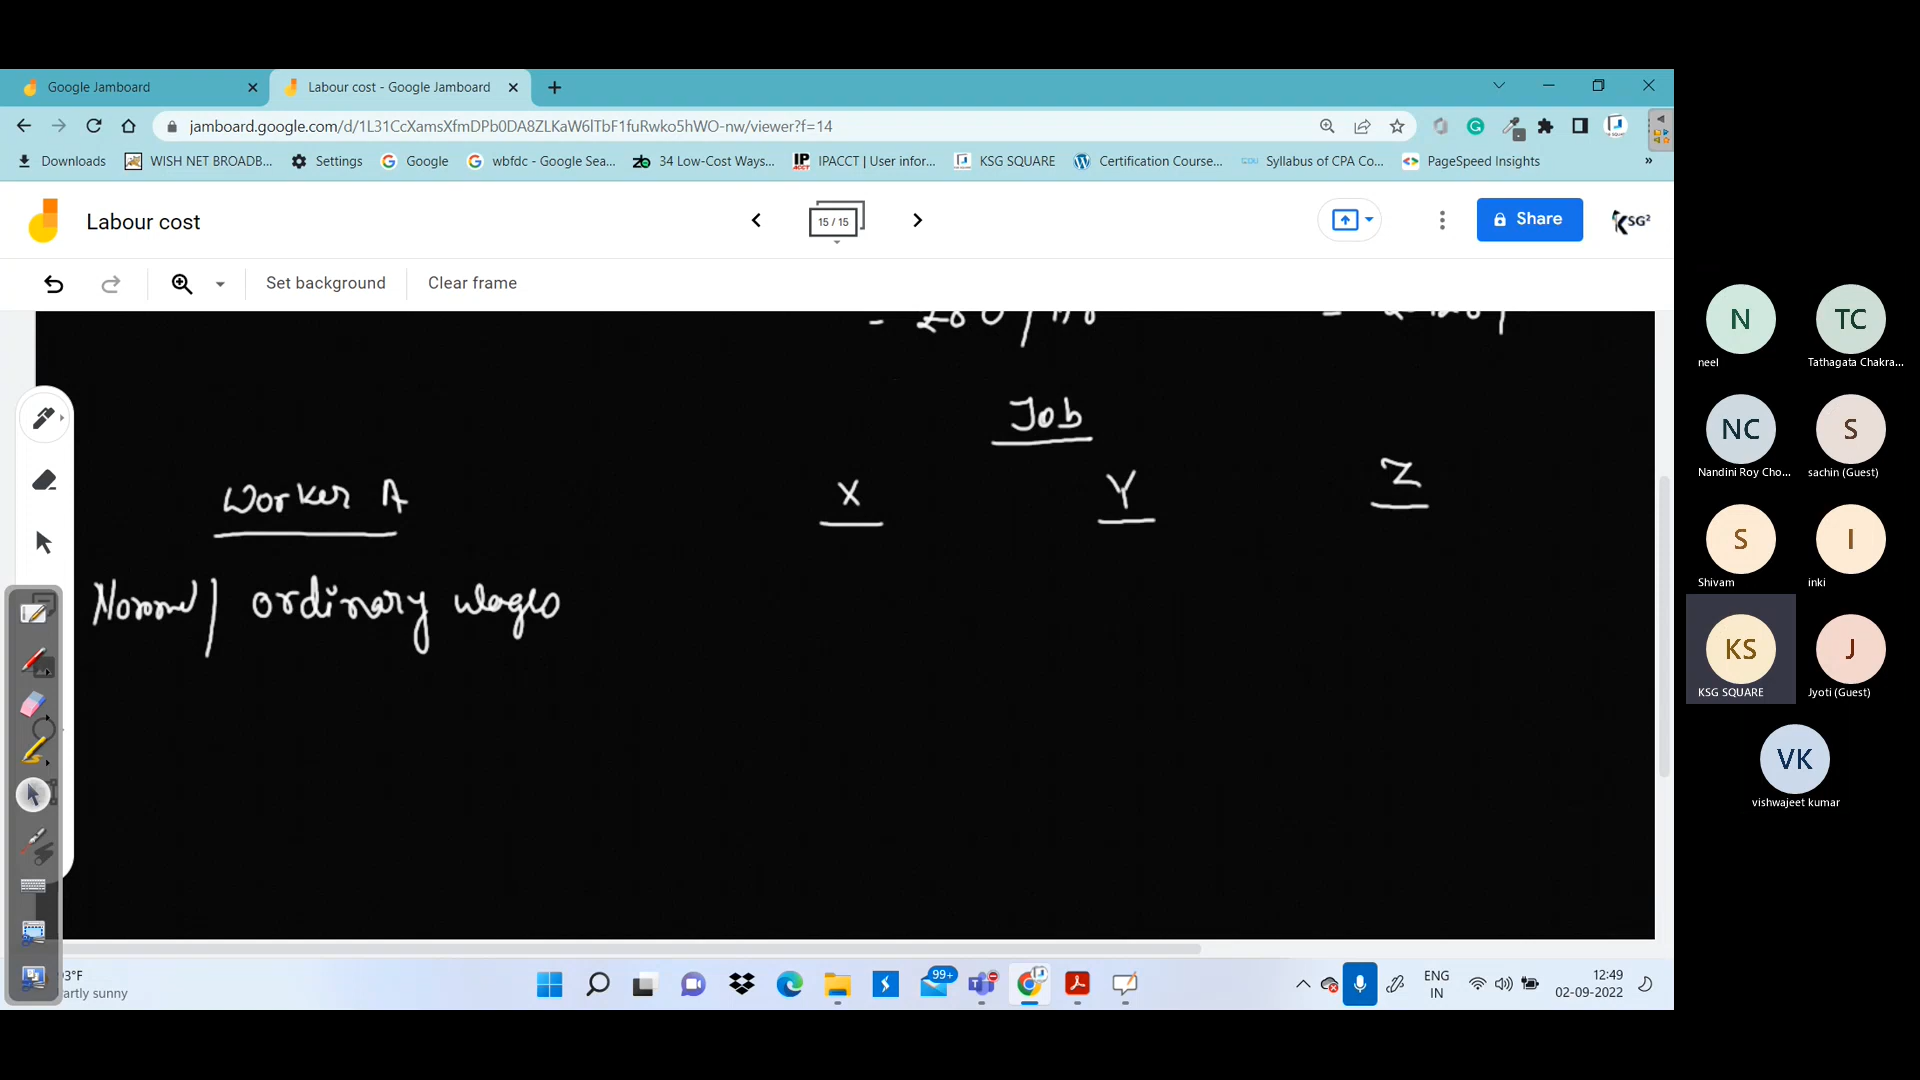 Google Jamboard
Labour cost - Google Jamboard
jamboard.google.com/d/1L31CcXamsXfmDPb0DA8ZLKaW6lTbF1fuRwko5hWO-nw/viewer?f=14
Downloads WISH NET BROADB... Settings Google wbfdc - Google Sea... 34 Low-Cost Ways... IPACCT | User infor... KSG SQUARE Certification Course... Syllabus of CPA Co... PageSpeed Insights »
Labour cost
15 / 15
Share
KSG²
Set background
Clear frame
Job
Worker A X Y Z
Normal / ordinary wages
N
neel
TC
Tathagata Chakra...
NC
Nandini Roy Cho...
S
sachin (Guest)
S
Shivam
I
inki
KS
KSG SQUARE
J
Jyoti (Guest)
VK
vishwajeet kumar
99+
ENG
IN
12:49
02-09-2022